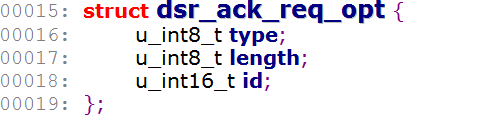 00015: struct dsr_ack_req_opt {
00016:     u_int8_t type;
00017:     u_int8_t length;
00018:     u_int16_t id;
00019: };